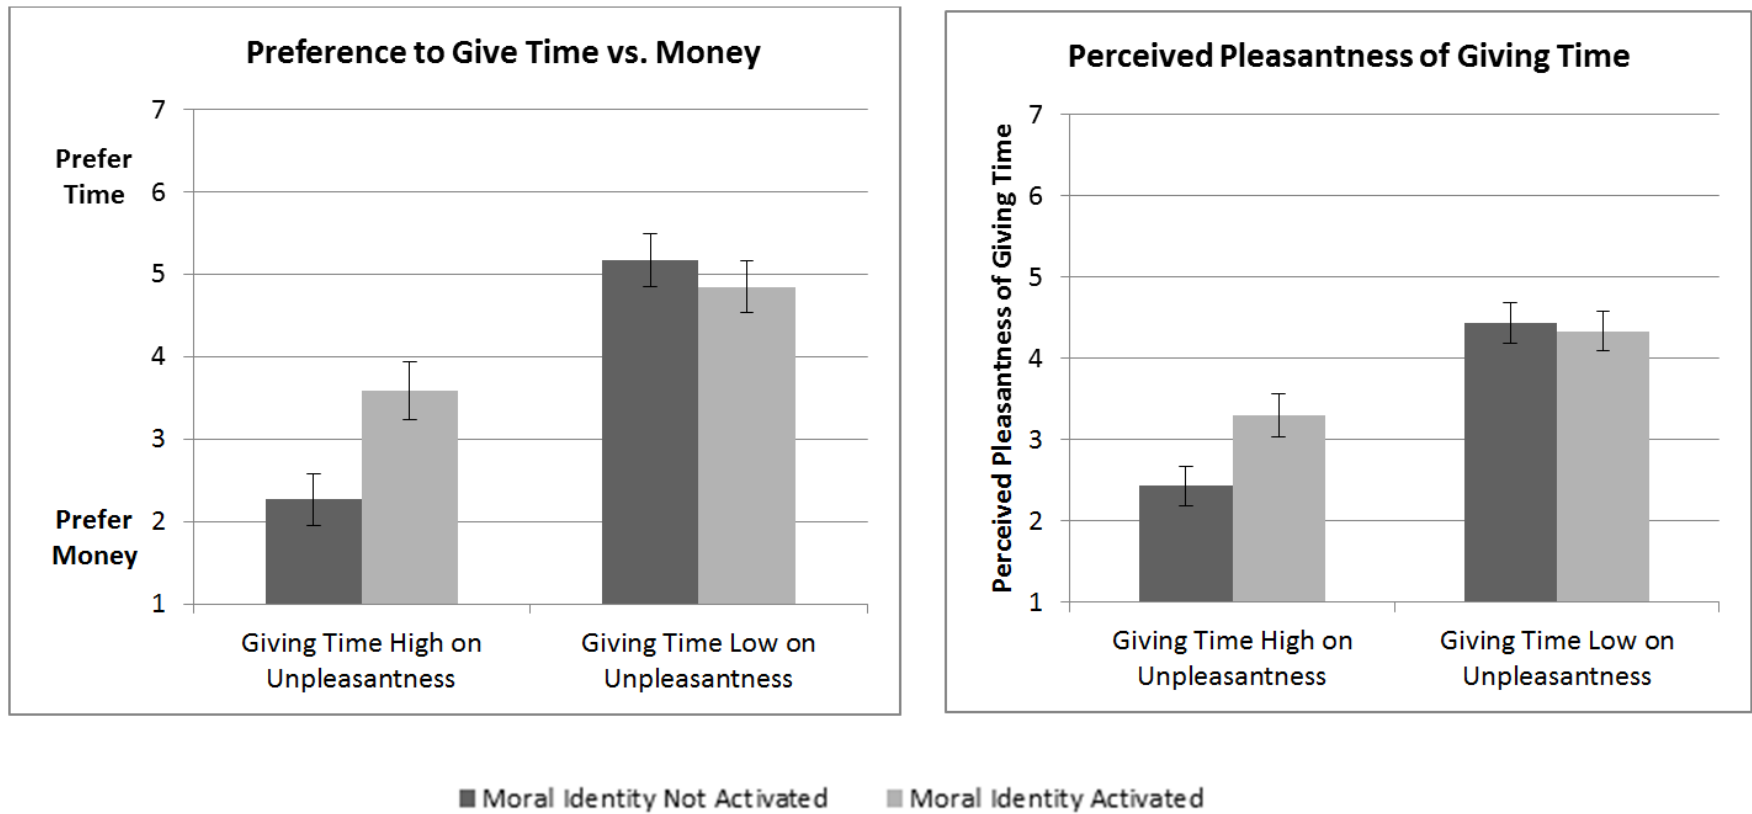 Preference to Give Time vs. Money
7
Prefer
Time
6
5
4
3
Prefer
Money
2
1
Giving Time High on
Unpleasantness
Giving Time Low on
Unpleasantness
Perceived Pleasantness of Giving Time
Perceived Pleasantness of Giving Time
7
6
5
4
3
2
1
Giving Time High on
Unpleasantness
Giving Time Low on
Unpleasantness
Moral Identity Not Activated
Moral Identity Activated